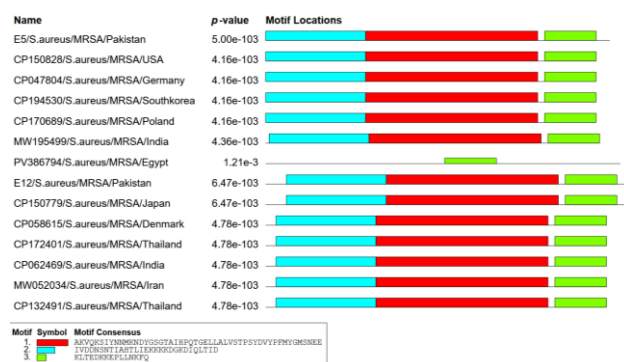 Name p-value Motif Locations
E5/S.aureus/MRSA/Pakistan 5.00e-103
CP150828/S.aureus/MRSA/USA 4.16e-103
CP047804/S.aureus/MRSA/Germany 4.16e-103
CP194530/S.aureus/MRSA/Southkorea 4.16e-103
CP170689/S.aureus/MRSA/Poland 4.16e-103
MW195499/S.aureus/MRSA/India 4.36e-103
PV386794/S.aureus/MRSA/Egypt 1.21e-3
E12/S.aureus/MRSA/Pakistan 6.47e-103
CP150779/S.aureus/MRSA/Japan 6.47e-103
CP058615/S.aureus/MRSA/Denmark 4.78e-103
CP172401/S.aureus/MRSA/Thailand 4.78e-103
CP062469/S.aureus/MRSA/India 4.78e-103
MW052034/S.aureus/MRSA/Iran 4.78e-103
CP132491/S.aureus/MRSA/Thailand 4.78e-103
Motif Symbol Motif Consensus
1. AKVQKSIYNNMKNDYGSGTAIHPQTGELLALVSTPSYDVYPFMYGMSNEE
2. IVDDNSNTIAHTLIEKKKKDGKDIQLTID
3. KLTEDKKEPLLNKFQ